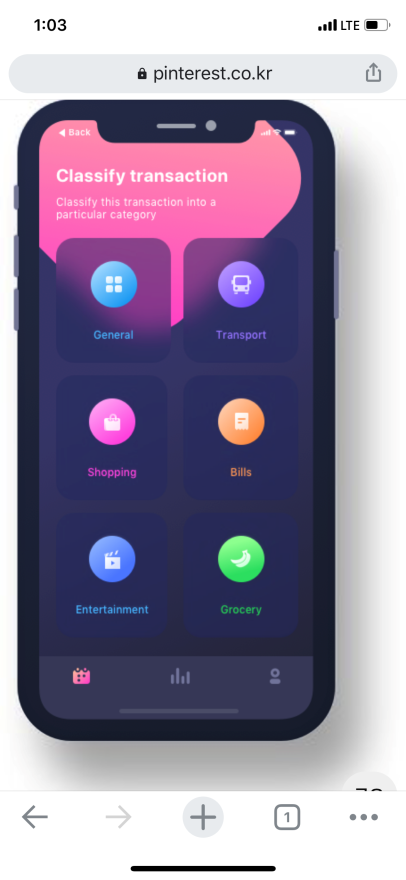 1:03
LTE
pinterest.co.kr
Back
Classify transaction
Classify this transaction into a
particular category
General
Transport
Shopping
Bills
Entertainment
Grocery
1